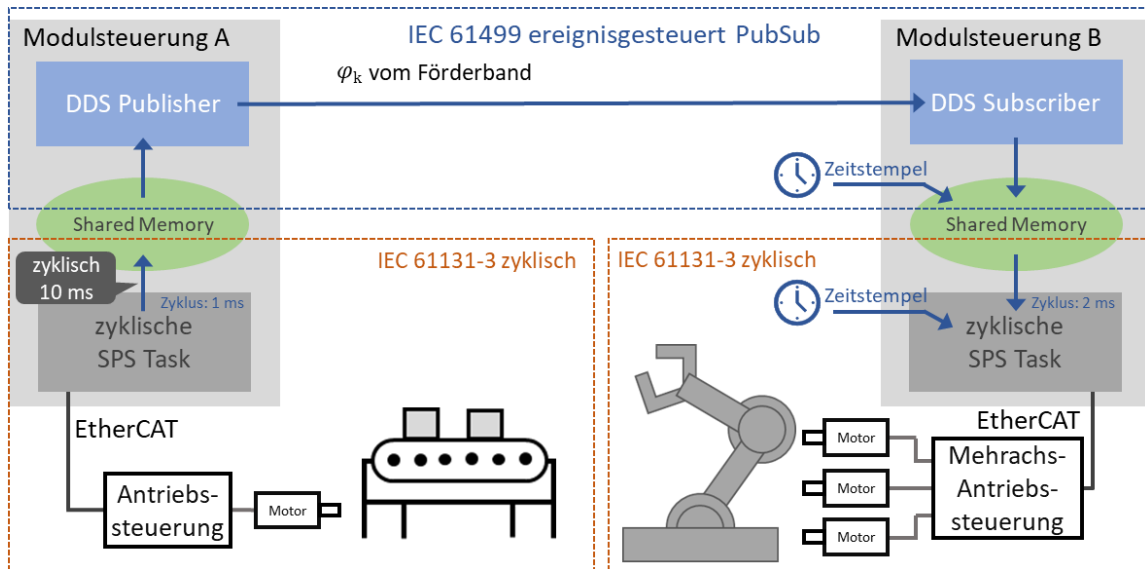 Modulsteuerung A
IEC 61499 ereignisgesteuert PubSub
Modulsteuerung B
φk vom Förderband
DDS Publisher
DDS Subscriber
Zeitstempel
Shared Memory
Shared Memory
zyklisch
10 ms
IEC 61131-3 zyklisch
IEC 61131-3 zyklisch
Zyklus: 1 ms
zyklische
SPS Task
Zeitstempel
Zyklus: 2 ms
zyklische
SPS Task
EtherCAT
EtherCAT
Antriebs-
steuerung
Motor
Motor
Motor
Motor
Mehrachs-
Antriebs-
steuerung